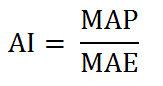 AI = MAP / MAE